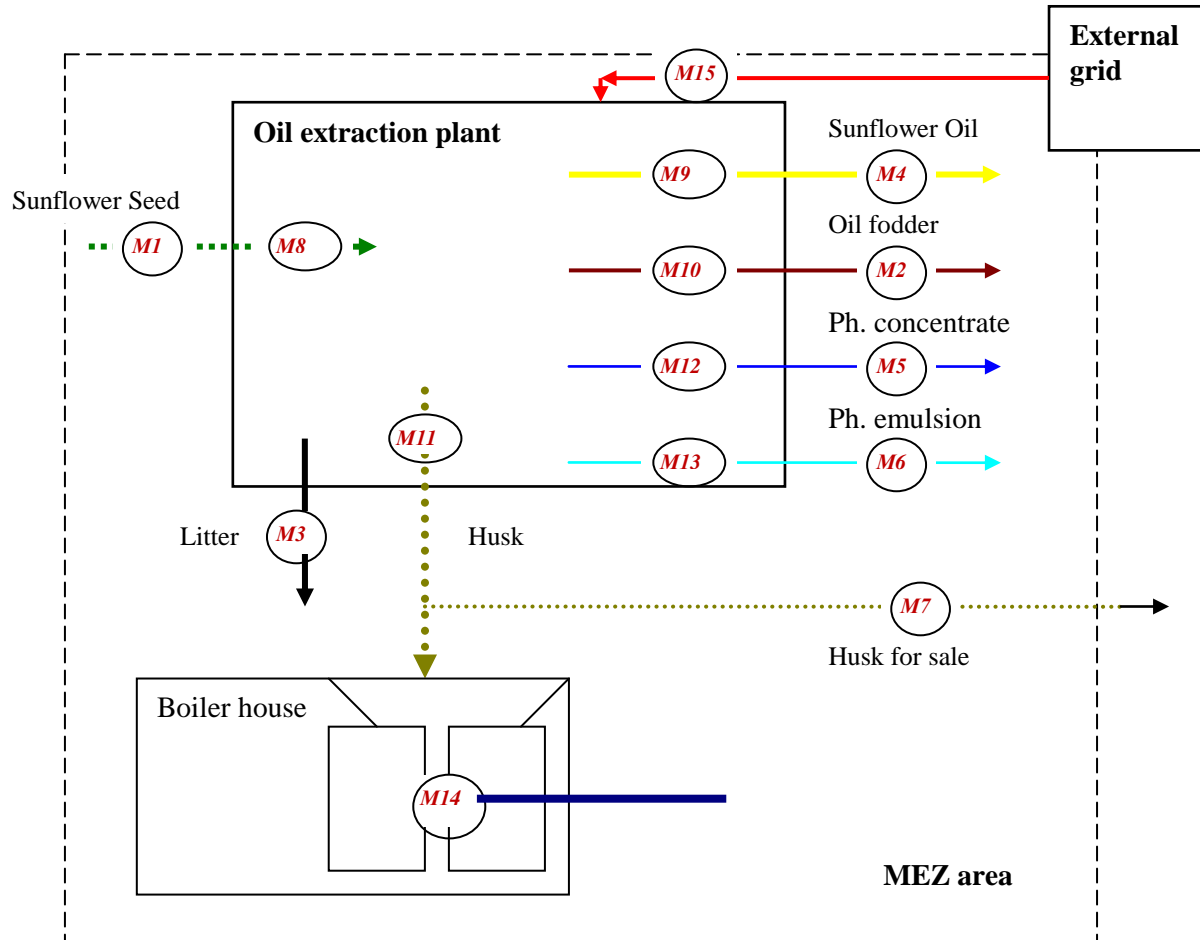 External
grid
M15
Oil extraction plant
Sunflower Oil
M9
M4
Sunflower Seed
M1
M8
Oil fodder
M10
M2
Ph. concentrate
M12
M5
Ph. emulsion
M11
M13
M6
Litter
M3
Husk
M7
Husk for sale
Boiler house
M14
MEZ area